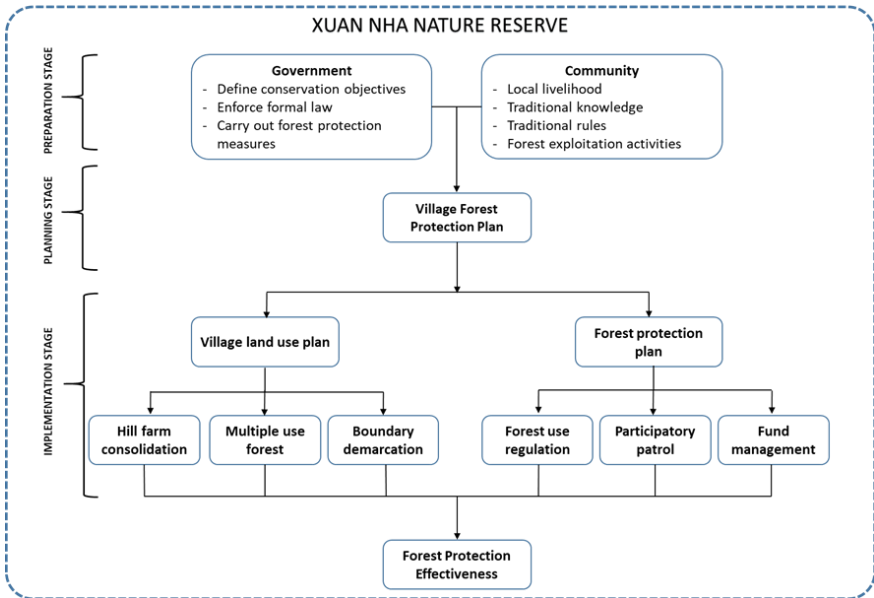 XUAN NHA NATURE RESERVE
PREPARATION STAGE
Government
- Define conservation objectives
- Enforce formal law
- Carry out forest protection
measures
Community
- Local livelihood
- Traditional knowledge
- Traditional rules
- Forest exploitation activities
PLANNING STAGE
Village Forest
Protection Plan
IMPLEMENTATION STAGE
Village land use plan
Forest protection
plan
Hill farm
consolidation
Multiple use
forest
Boundary
demarcation
Forest use
regulation
Participatory
patrol
Fund
management
Forest Protection
Effectiveness